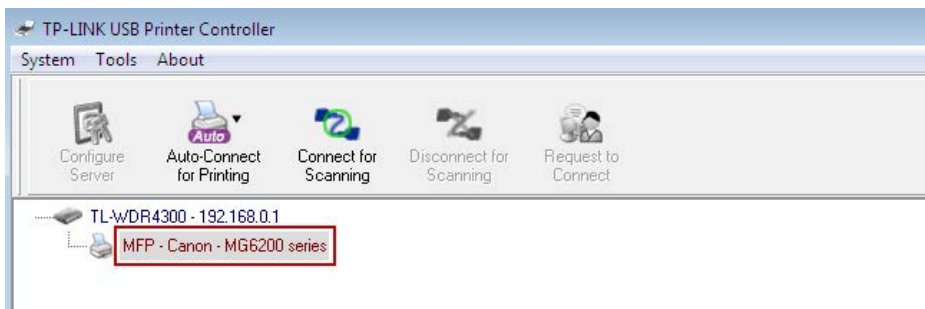 TP-LINK USB Printer Controller
System Tools About
Auto
Configure Server
Auto-Connect for Printing
Connect for Scanning
Disconnect for Scanning
Request to Connect
TL-WDR4300 - 192.168.0.1
MFP - Canon - MG6200 series